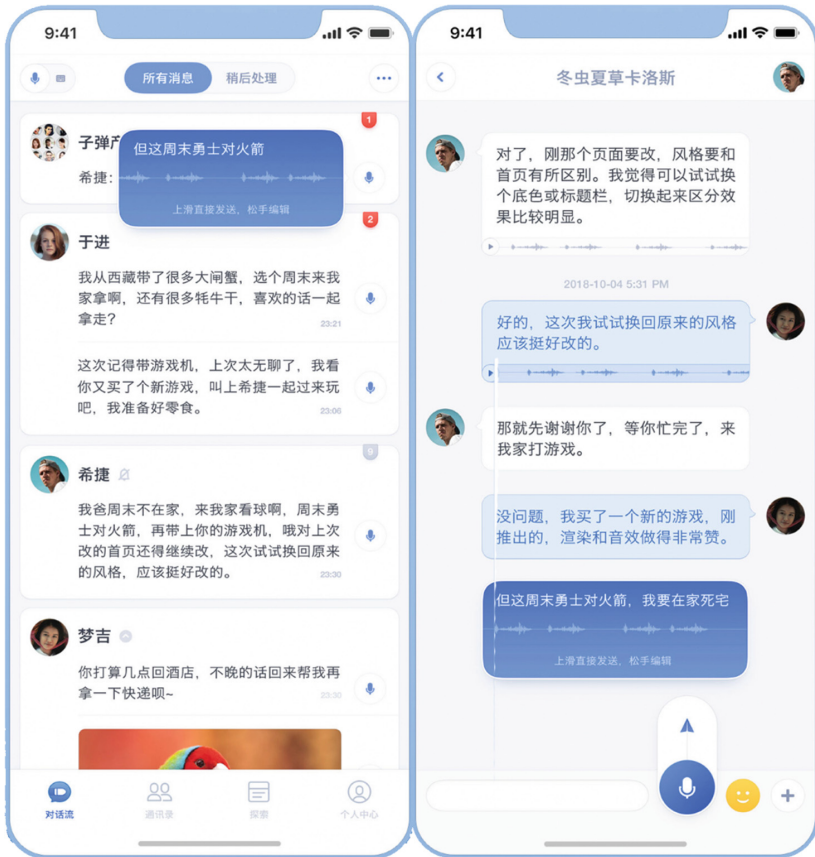 9:41
所有消息
稍后处理
1
子弹产
但这周末勇士对火箭
希捷:
上滑直接发送，松手编辑
2
于进
我从西藏带了很多大闸蟹，选个周末来我
家拿啊，还有很多牦牛干，喜欢的话一起
拿走？
23:21
这次记得带游戏机，上次太无聊了，我看
你又买了个新游戏，叫上希捷一起过来玩
吧，我准备好零食。
23:06
9
希捷
我爸周末不在家，来我家看球啊，周末勇
士对火箭，再带上你的游戏机，哦对上次
改的首页还得继续改，这次试试换回原来
的风格，应该挺好改的。
23:30
梦吉
你打算几点回酒店，不晚的话回来帮我再
拿一下快递呗~
23:30
对话流
通讯录
探索
个人中心
9:41
冬虫夏草卡洛斯
对了，刚那个页面要改，风格要和
首页有所区别。我觉得可以试试换
个底色或标题栏，切换起来区分效
果比较明显。
2018-10-04 5:31 PM
好的，这次我试试换回原来的风格
应该挺好改的。
那就先谢谢你了，等你忙完了，来
我家打游戏。
没问题，我买了一个新的游戏，刚
推出的，渲染和音效做得非常赞。
但这周末勇士对火箭，我要在家死宅
上滑直接发送，松手编辑